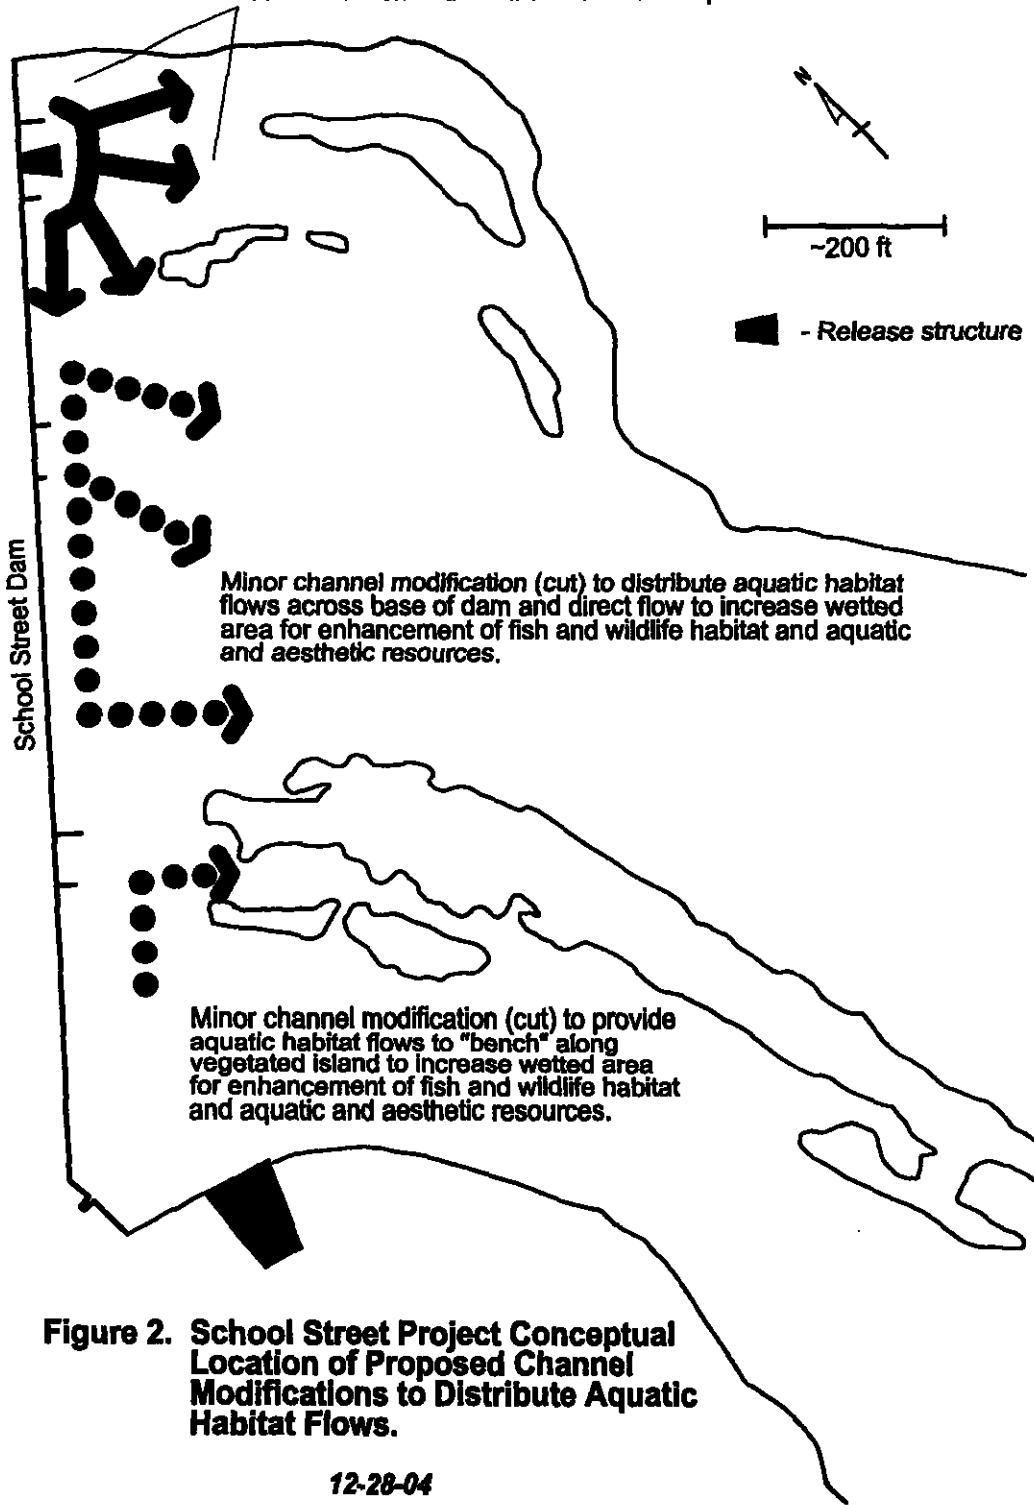 N
~200 ft
- Release structure
School Street Dam
Minor channel modification (cut) to distribute aquatic habitat
flows across base of dam and direct flow to increase wetted
area for enhancement of fish and wildlife habitat and aquatic
and aesthetic resources.
Minor channel modification (cut) to provide
aquatic habitat flows to "bench" along
vegetated island to increase wetted area
for enhancement of fish and wildlife habitat
and aquatic and aesthetic resources.
Figure 2. School Street Project Conceptual
Location of Proposed Channel
Modifications to Distribute Aquatic
Habitat Flows.
12-28-04